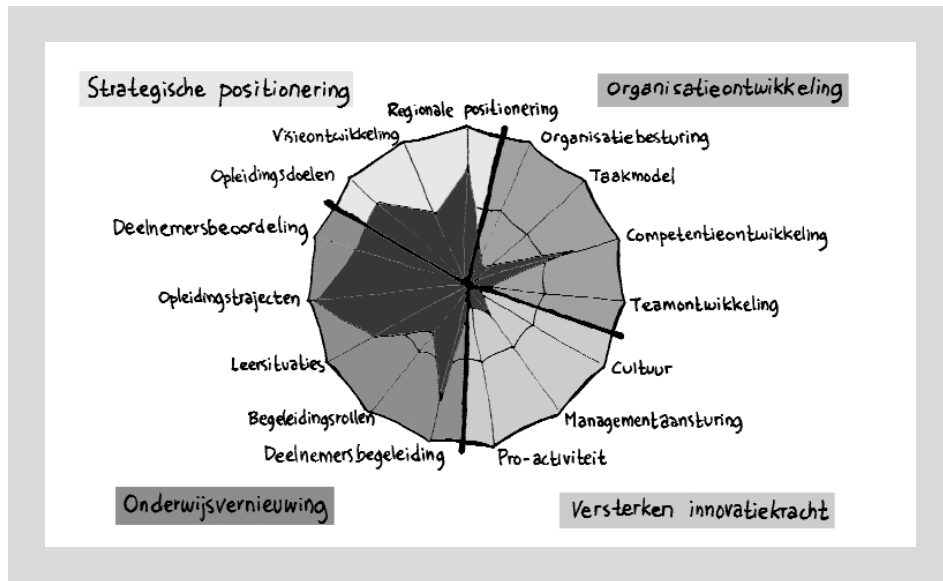 Strategische positionering
Organisatieontwikkeling
Regionale positionering
Visieontwikkeling
Organisatiebesturing
Opleidingsdoelen
Taakmodel
Deelnemersbeoordeling
Competentieontwikkeling
Opleidingstrajecten
Teamontwikkeling
Leersituaties
Cultuur
Begeleidingsrollen
Managementaansturing
Deelnemersbegeleiding
Pro-activiteit
Onderwijsvernieuwing
Versterken innovatiekracht